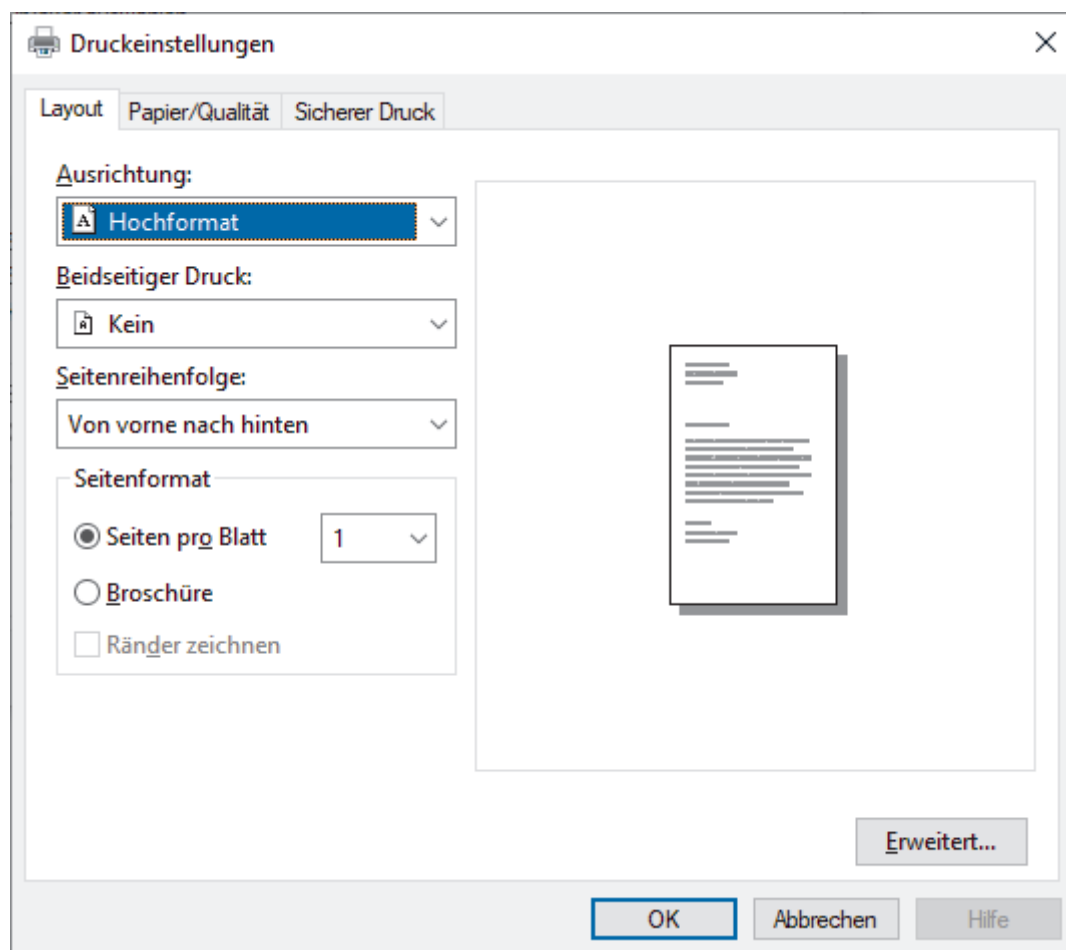 Druckeinstellungen
Layout Papier/Qualität Sicherer Druck
Ausrichtung:
A Hochformat
Beidseitiger Druck:
Kein
Seitenreihenfolge:
Von vorne nach hinten
Seitenformat
Seiten pro Blatt 1
Broschüre
Ränder zeichnen
Erweitert...
OK Abbrechen Hilfe